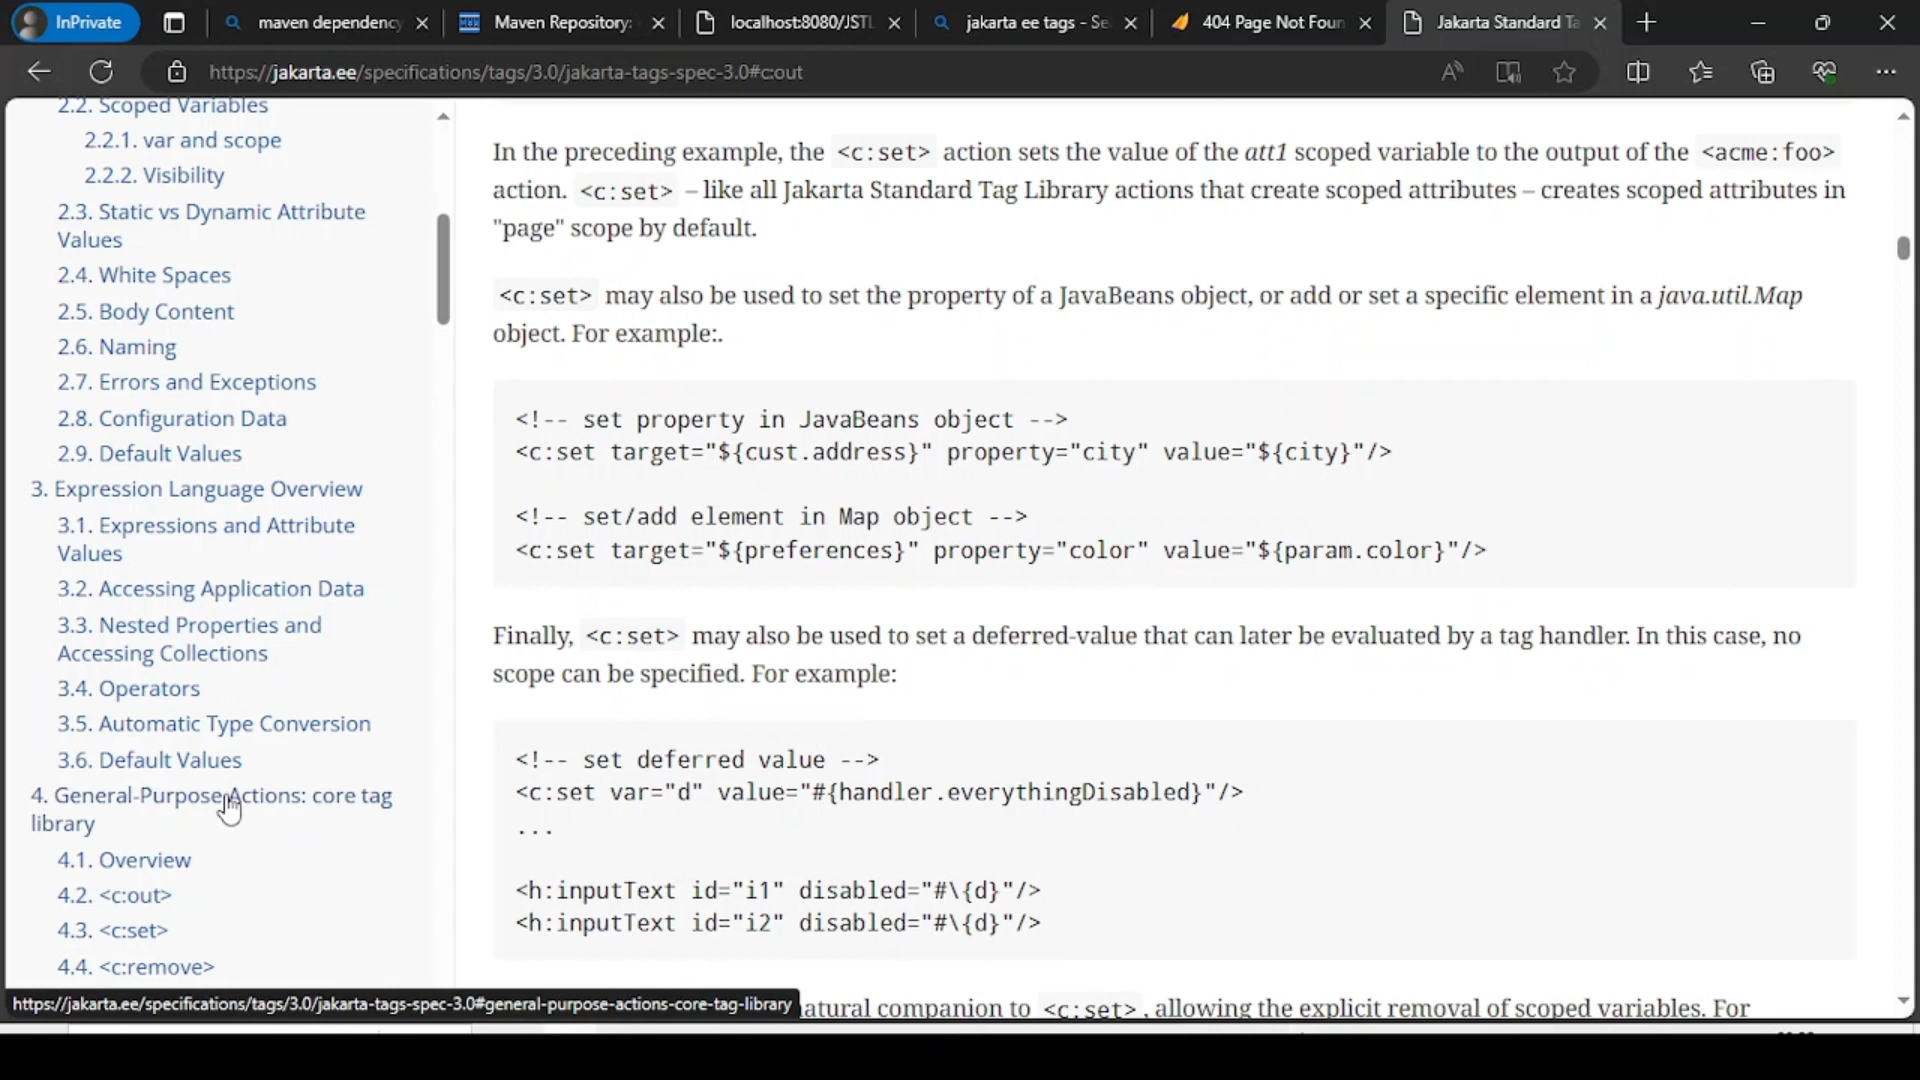 InPrivate
maven dependency
Maven Repository:
localhost:8080/JSTL
jakarta ee tags - Se
404 Page Not Foun
Jakarta Standard Ta
https://jakarta.ee/specifications/tags/3.0/jakarta-tags-spec-3.0#c:out
2.2. Scoped Variables
2.2.1. var and scope
2.2.2. Visibility
2.3. Static vs Dynamic Attribute
Values
2.4. White Spaces
2.5. Body Content
2.6. Naming
2.7. Errors and Exceptions
2.8. Configuration Data
2.9. Default Values
3. Expression Language Overview
3.1. Expressions and Attribute
Values
3.2. Accessing Application Data
3.3. Nested Properties and
Accessing Collections
3.4. Operators
3.5. Automatic Type Conversion
3.6. Default Values
4. General-Purpose Actions: core tag
library
4.1. Overview
4.2. <c:out>
4.3. <c:set>
4.4. <c:remove>
https://jakarta.ee/specifications/tags/3.0/jakarta-tags-spec-3.0#general-purpose-actions-core-tag-library
In the preceding example, the <c:set> action sets the value of the att1 scoped variable to the output of the <acme:foo>
action. <c:set> – like all Jakarta Standard Tag Library actions that create scoped attributes – creates scoped attributes in
"page" scope by default.
<c:set> may also be used to set the property of a JavaBeans object, or add or set a specific element in a java.util.Map
object. For example:.
<!-- set property in JavaBeans object -->
<c:set target="${cust.address}" property="city" value="${city}"/>
<!-- set/add element in Map object -->
<c:set target="${preferences}" property="color" value="${param.color}"/>
Finally, <c:set> may also be used to set a deferred-value that can later be evaluated by a tag handler. In this case, no
scope can be specified. For example:
<!-- set deferred value -->
<c:set var="d" value="#{handler.everythingDisabled}"/>
...
<h:inputText id="i1" disabled="#\{d}"/>
<h:inputText id="i2" disabled="#\{d}"/>
atural companion to <c:set>, allowing the explicit removal of scoped variables. For